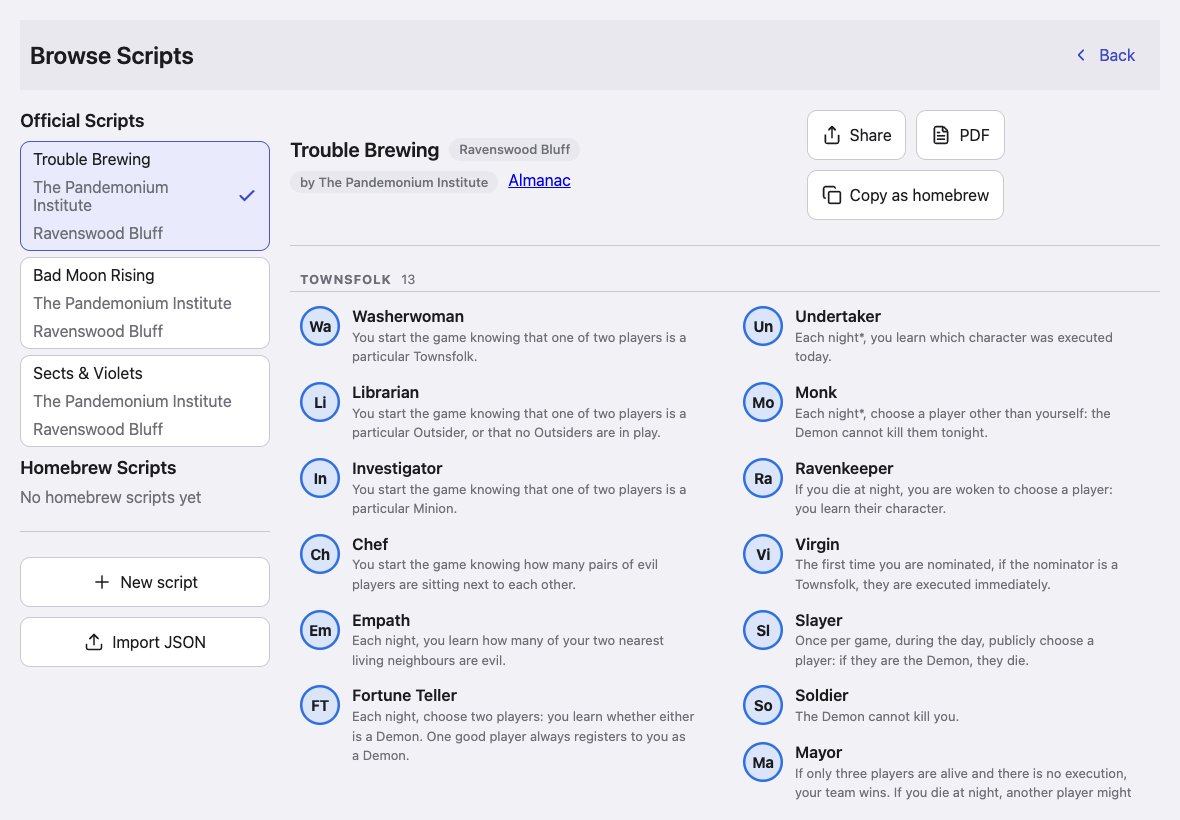 Browse Scripts
Back
Official Scripts
Trouble Brewing
The Pandemonium
Institute
Ravenswood Bluff
Bad Moon Rising
The Pandemonium Institute
Ravenswood Bluff
Sects & Violets
The Pandemonium Institute
Ravenswood Bluff
Homebrew Scripts
No homebrew scripts yet
New script
Import JSON
Trouble Brewing Ravenswood Bluff
by The Pandemonium Institute Almanac
Share
PDF
Copy as homebrew
TOWNSFOLK 13
Wa
Washerwoman
You start the game knowing that one of two players is a
particular Townsfolk.
Li
Librarian
You start the game knowing that one of two players is a
particular Outsider, or that no Outsiders are in play.
In
Investigator
You start the game knowing that one of two players is a
particular Minion.
Ch
Chef
You start the game knowing how many pairs of evil
players are sitting next to each other.
Em
Empath
Each night, you learn how many of your two nearest
living neighbours are evil.
FT
Fortune Teller
Each night, choose two players: you learn whether either
is a Demon. One good player always registers to you as
a Demon.
Un
Undertaker
Each night*, you learn which character was executed
today.
Mo
Monk
Each night*, choose a player other than yourself: the
Demon cannot kill them tonight.
Ra
Ravenkeeper
If you die at night, you are woken to choose a player:
you learn their character.
Vi
Virgin
The first time you are nominated, if the nominator is a
Townsfolk, they are executed immediately.
Sl
Slayer
Once per game, during the day, publicly choose a
player: if they are the Demon, they die.
So
Soldier
The Demon cannot kill you.
Ma
Mayor
If only three players are alive and there is no execution,
your team wins. If you die at night, another player might